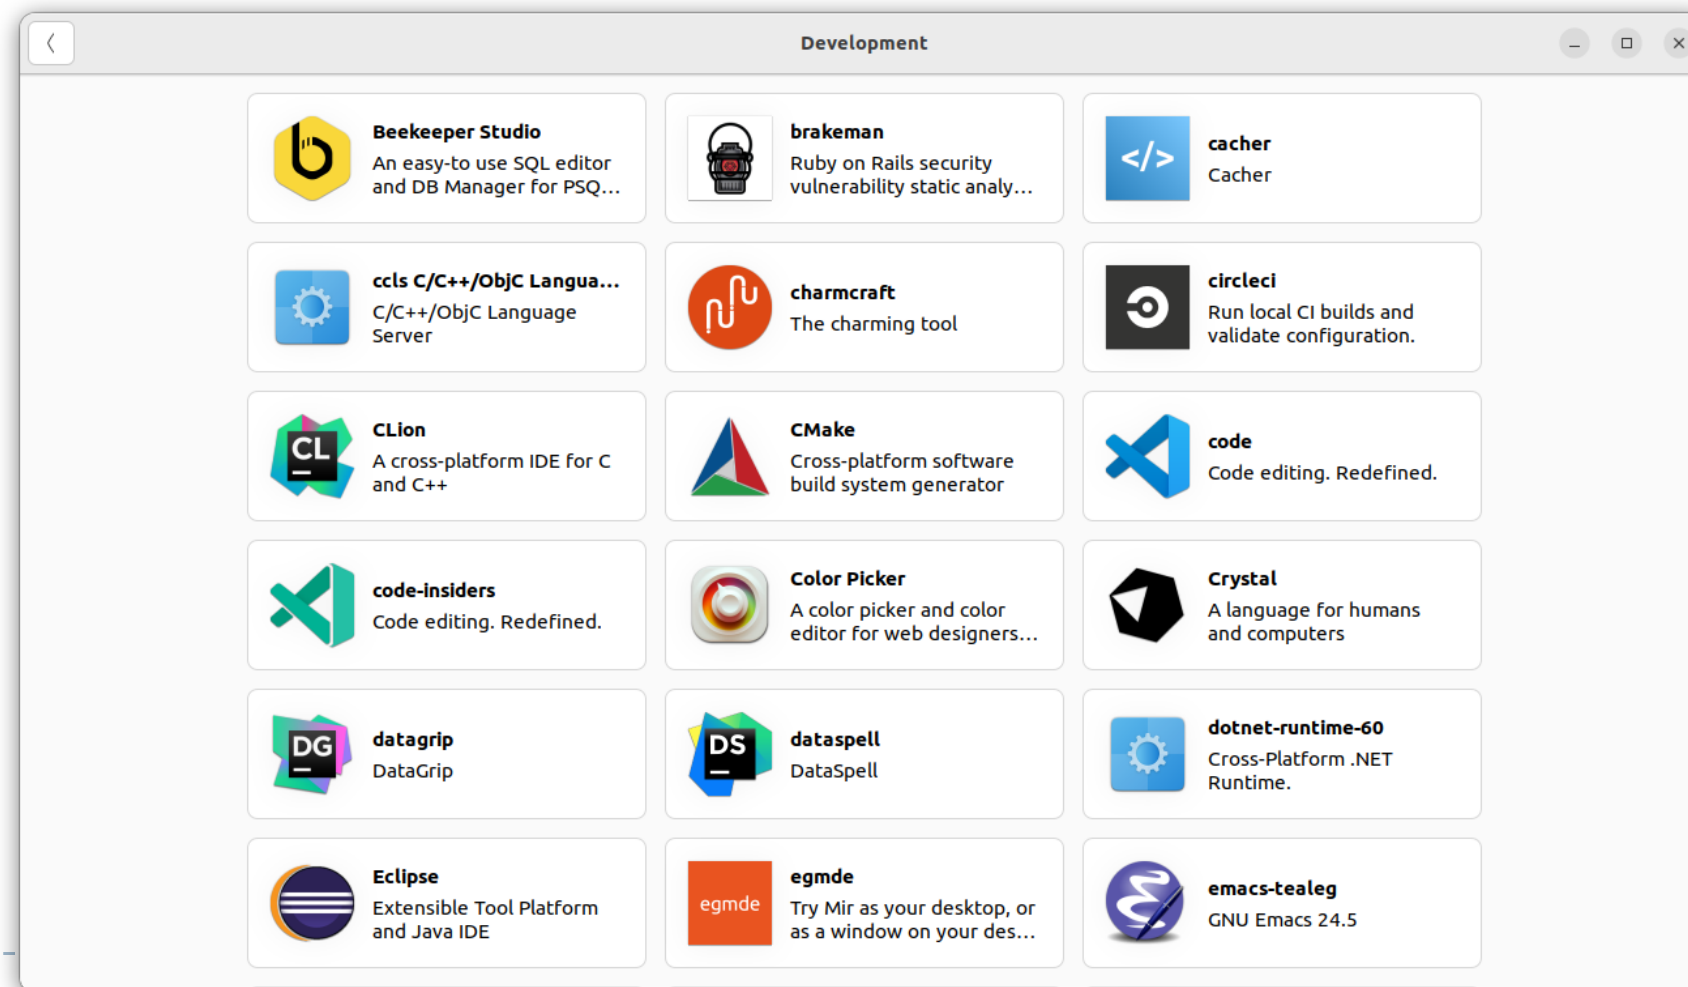 Development
Beekeeper Studio
An easy-to use SQL editor
and DB Manager for PSQ...
brakeman
Ruby on Rails security
vulnerability static analy...
</>
cacher
Cacher
ccls C/C++/ObjC Langua...
C/C++/ObjC Language
Server
charmcraft
The charming tool
circleci
Run local CI builds and
validate configuration.
CL
CLion
A cross-platform IDE for C
and C++
CMake
Cross-platform software
build system generator
code
Code editing. Redefined.
code-insiders
Code editing. Redefined.
Color Picker
A color picker and color
editor for web designers...
Crystal
A language for humans
and computers
DG
datagrip
DataGrip
DS
dataspell
DataSpell
dotnet-runtime-60
Cross-Platform .NET
Runtime.
Eclipse
Extensible Tool Platform
and Java IDE
egmde
egmde
Try Mir as your desktop, or
as a window on your des...
emacs-tealeg
GNU Emacs 24.5